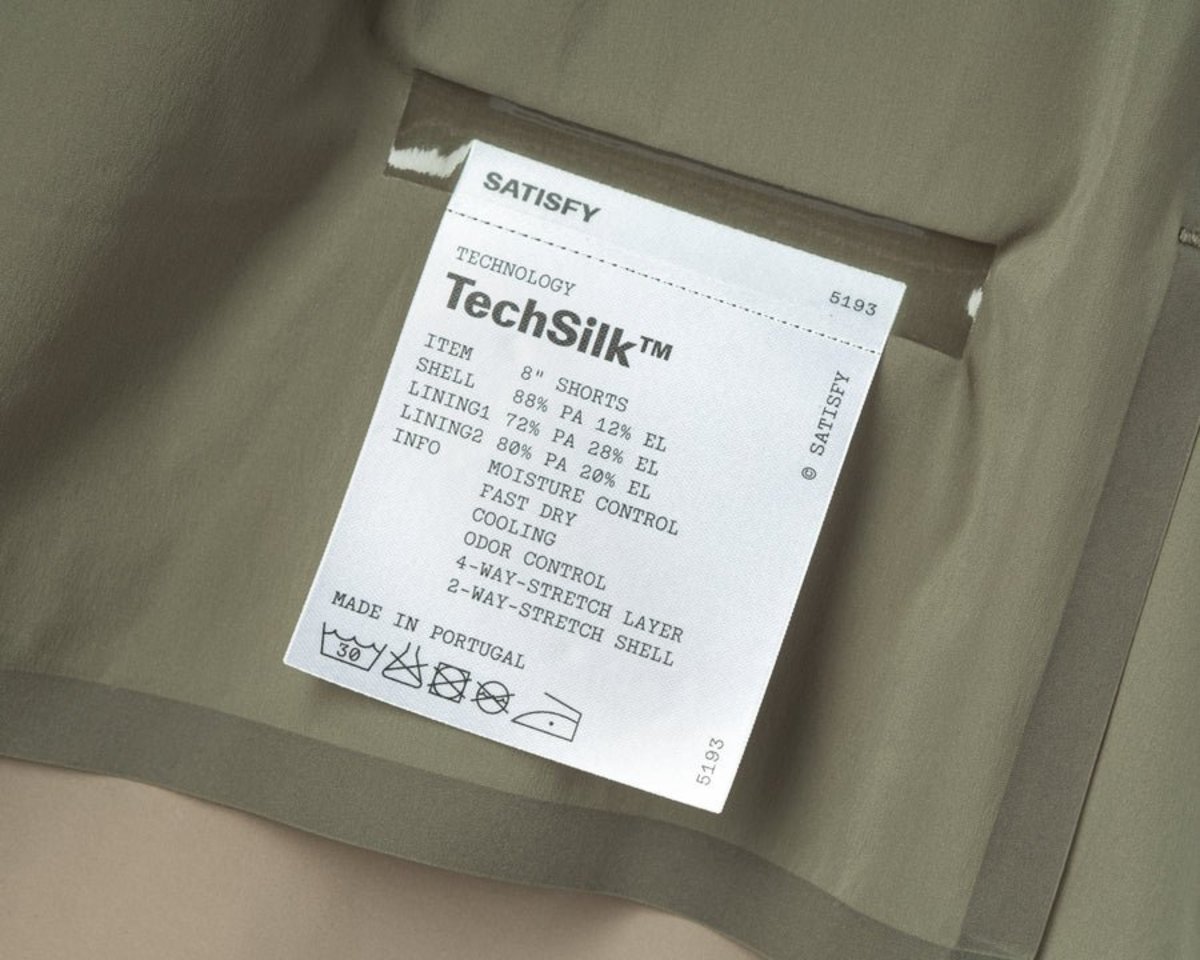 SATISFY
5193
TECHNOLOGY
TechSilk™
ITEM 8" SHORTS
SHELL 88% PA 12% EL
LINING1 72% PA 28% EL
LINING2 80% PA 20% EL
INFO MOISTURE CONTROL
FAST DRY
COOLING
ODOR CONTROL
4-WAY-STRETCH LAYER
2-WAY-STRETCH SHELL
MADE IN PORTUGAL
30
© SATISFY
5193